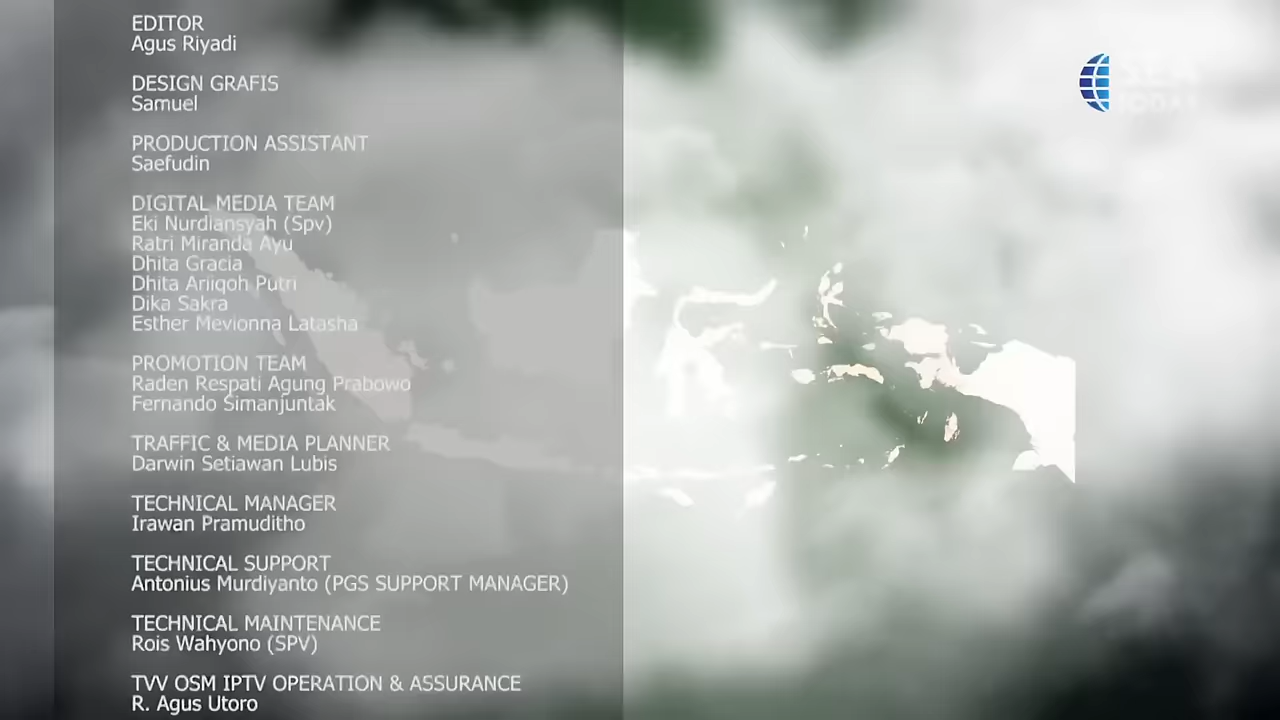 EDITOR
Agus Riyadi
DESIGN GRAFIS
Samuel
PRODUCTION ASSISTANT
Saefudin
DIGITAL MEDIA TEAM
Eki Nurdiansyah (Spv)
Ratri Miranda Ayu
Dhita Gracia
Dhita Ariiqoh Putri
Dika Sakra
Esther Mevionna Latasha
PROMOTION TEAM
Raden Respati Agung Prabowo
Fernando Simanjuntak
TRAFFIC & MEDIA PLANNER
Darwin Setiawan Lubis
TECHNICAL MANAGER
Irawan Pramuditho
TECHNICAL SUPPORT
Antonius Murdiyanto (PGS SUPPORT MANAGER)
TECHNICAL MAINTENANCE
Rois Wahyono (SPV)
TVV OSM IPTV OPERATION & ASSURANCE
R. Agus Utoro
SEA
TODAY